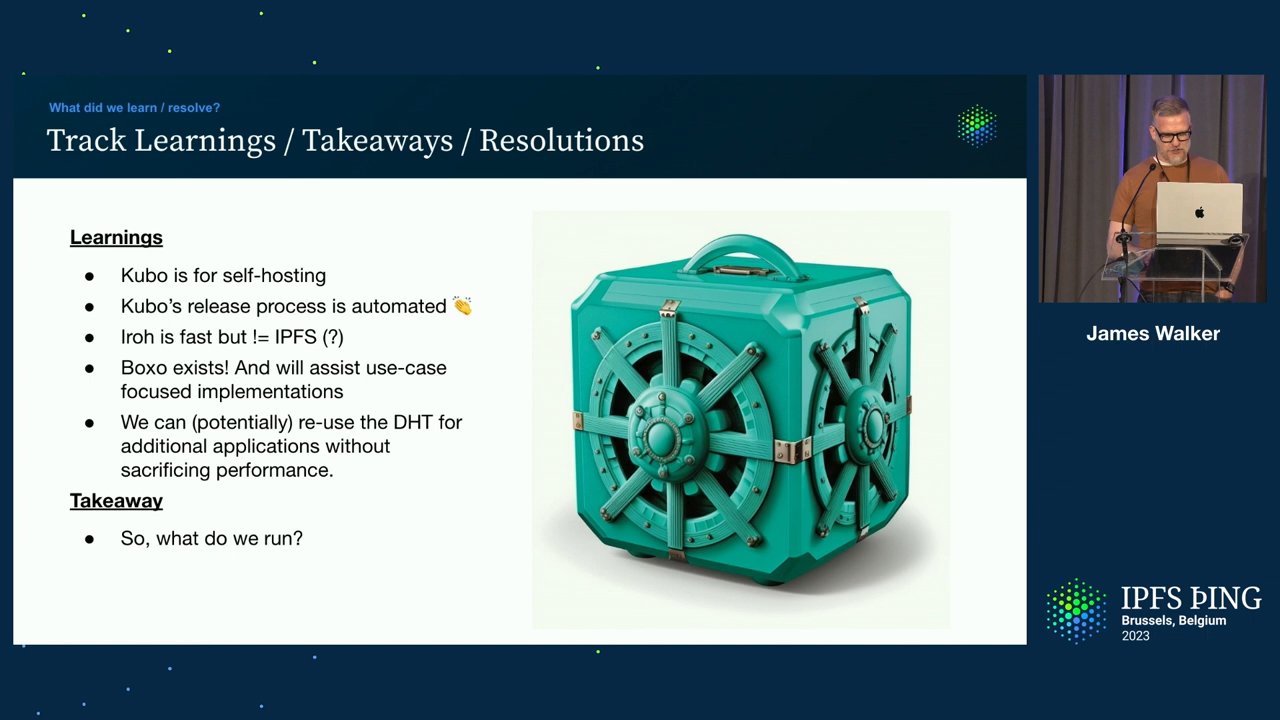 What did we learn / resolve?
Track Learnings / Takeaways / Resolutions
Learnings
● Kubo is for self-hosting
● Kubo’s release process is automated 👏
● Iroh is fast but != IPFS (?)
● Boxo exists! And will assist use-case
focused implementations
● We can (potentially) re-use the DHT for
additional applications without
sacrificing performance.
Takeaway
● So, what do we run?
James Walker
IPFS ÞING
Brussels, Belgium
2023